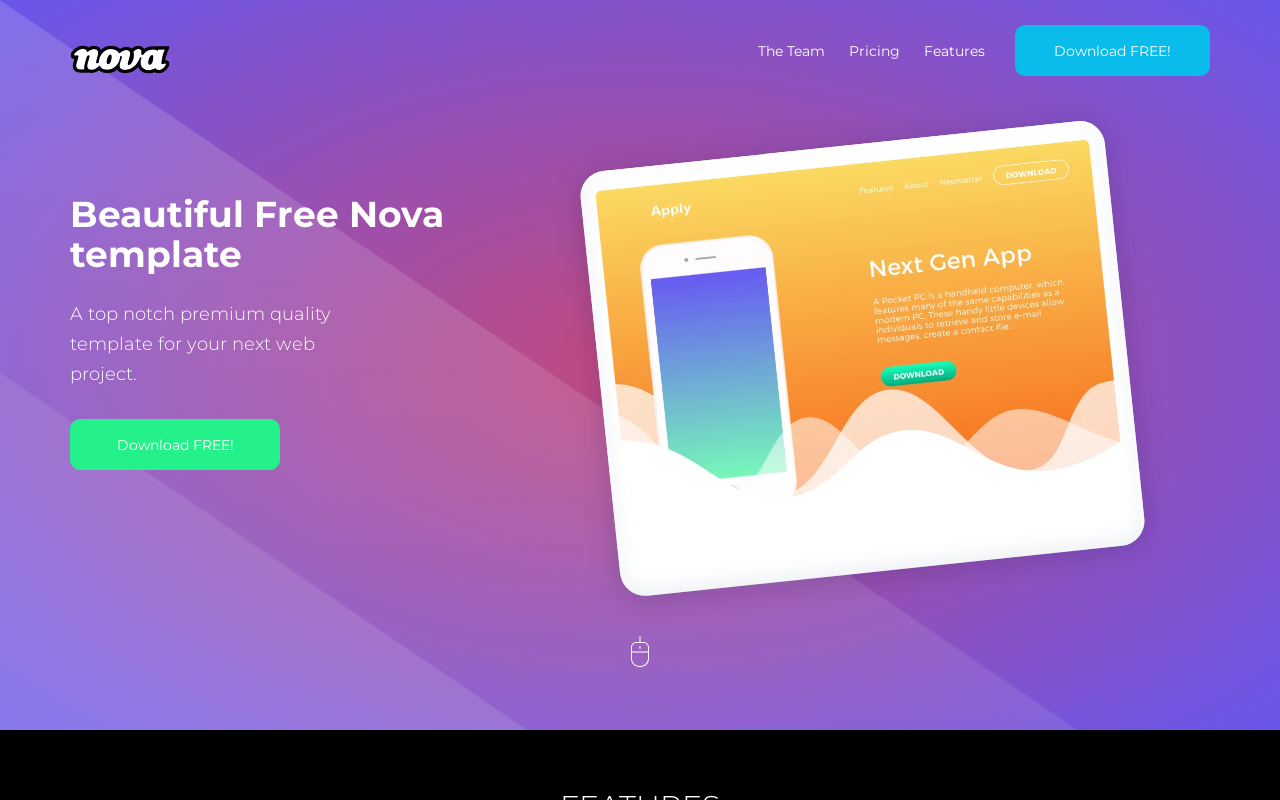 nova
The Team
Pricing
Features
Download FREE!
Beautiful Free Nova
template
A top notch premium quality
template for your next web
project.
Download FREE!
Features
About
Newsletter
DOWNLOAD
Apply
Next Gen App
A Pocket PC is a handheld computer, which
features many of the same capabilities as a
modern PC. These handy little devices allow
individuals to retrieve and store e-mail
messages, create a contact file.
DOWNLOAD
FEATURES